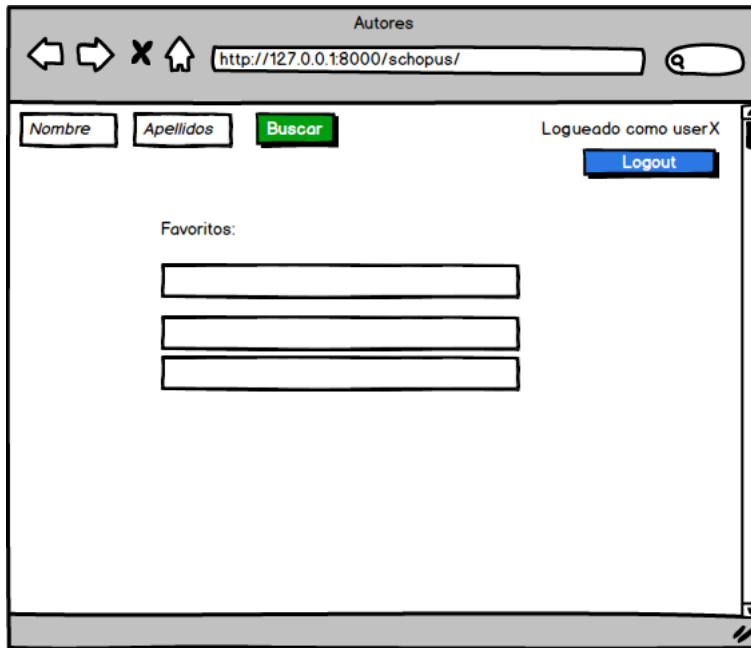 Autores
http://127.0.0.1:8000/schopus/
Nombre Apellidos Buscar Logueado como userX
Logout
Favoritos: